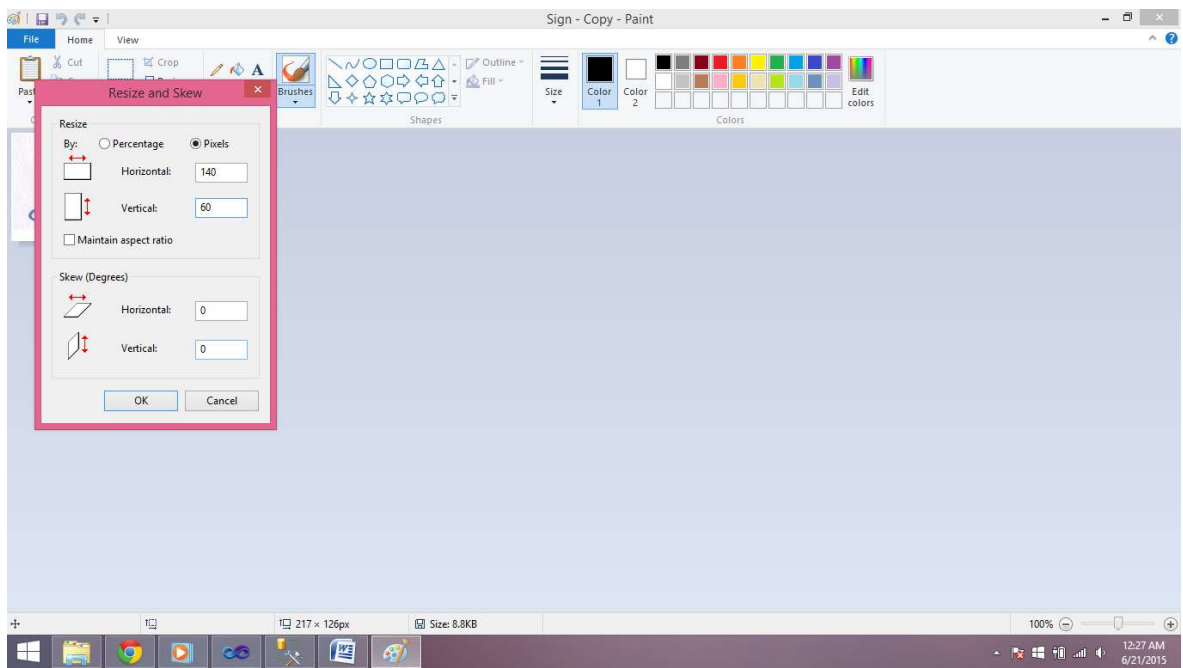 Sign - Copy - Paint
File Home View
Cut
Crop
Outline
Fill
Brushes
Size
Color 1
Color 2
Edit colors
Shapes
Colors
Resize and Skew
Resize
By: Percentage Pixels
Horizontal: 140
Vertical: 60
Maintain aspect ratio
Skew (Degrees)
Horizontal: 0
Vertical: 0
OK Cancel
217 × 126px Size: 8.8KB 100%
12:27 AM
6/21/2015